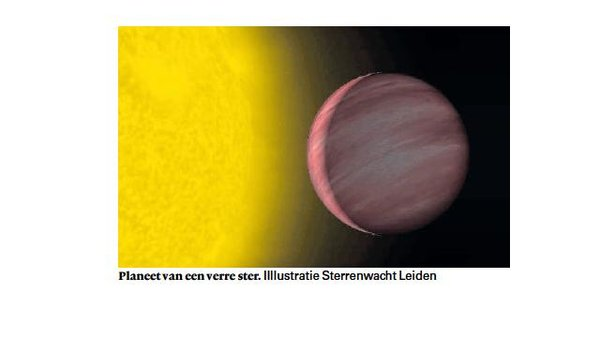 Planeet van een verre ster. Illlustratie Sterrenwacht Leiden